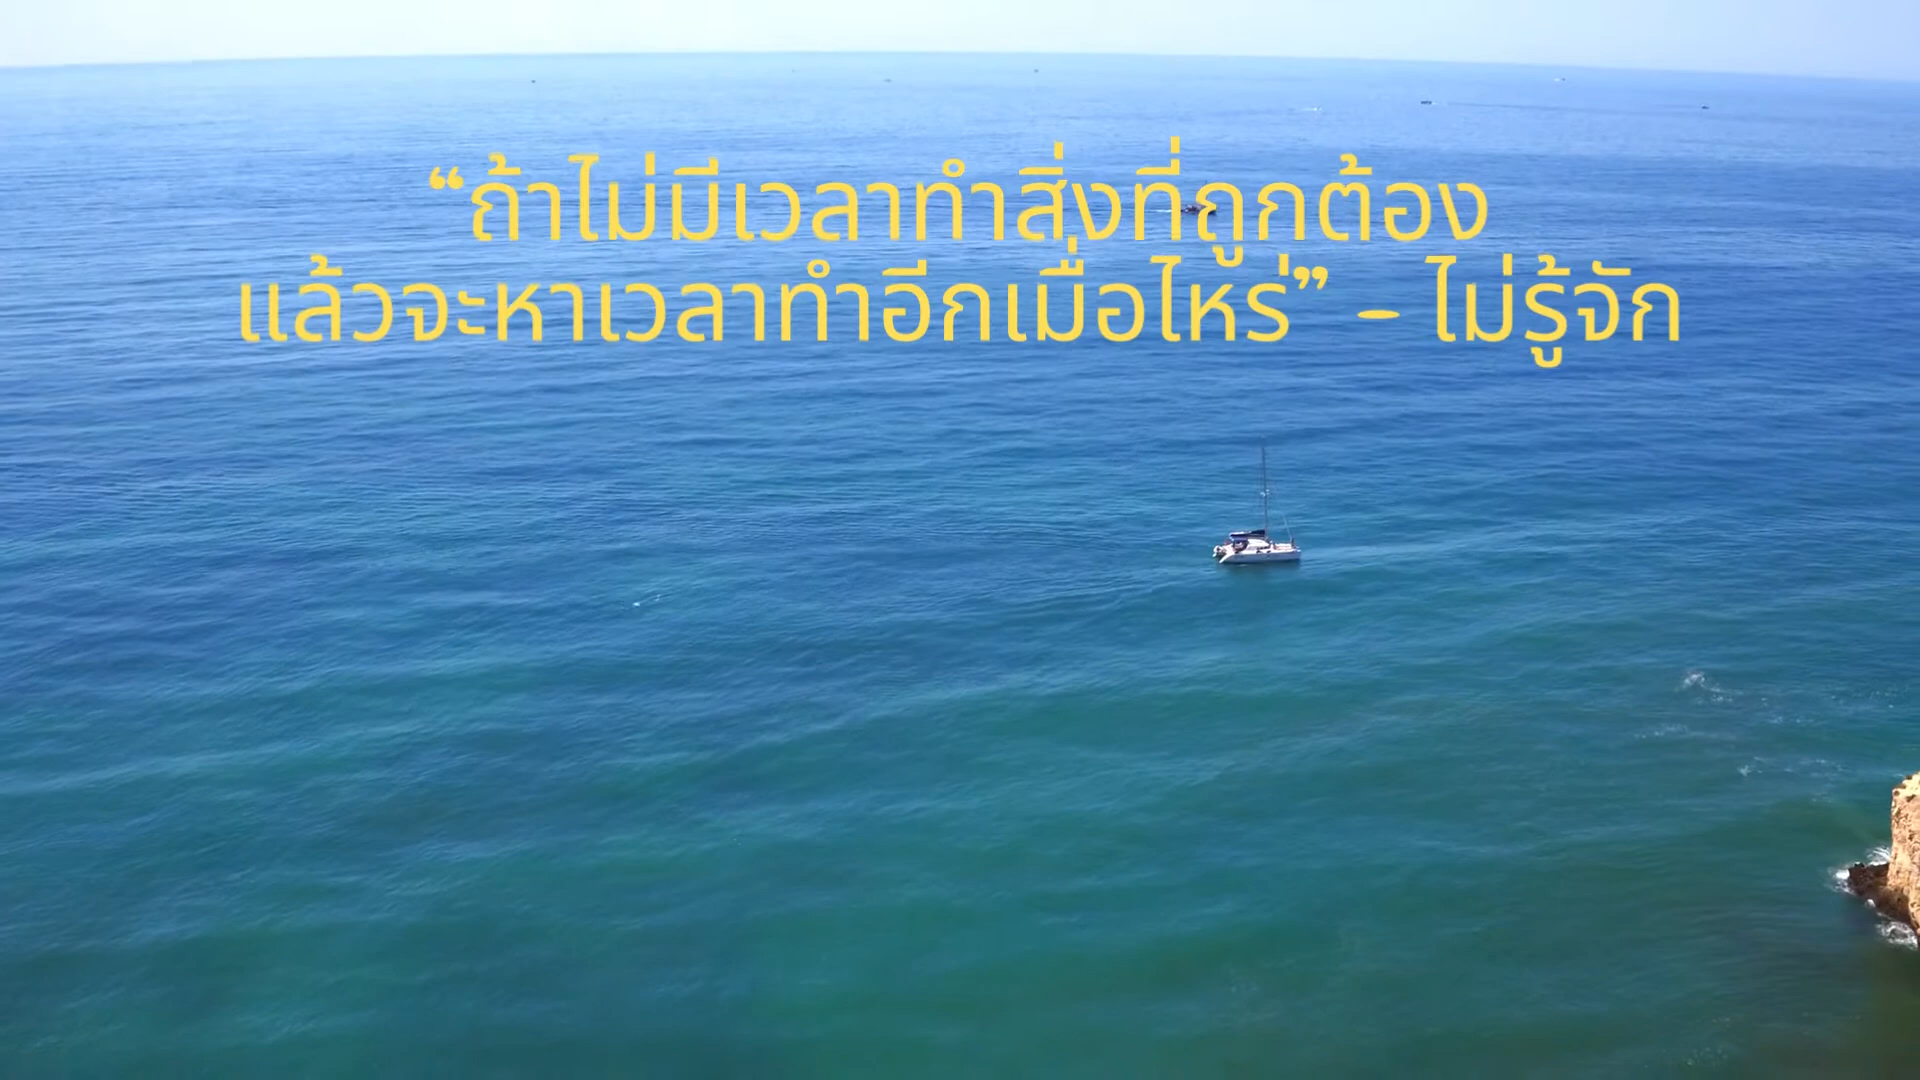 “ถ้าไม่มีเวลาทำสิ่งที่ถูกต้อง
แล้วจะหาเวลาทำอีกเมื่อไหร่” – ไม่รู้จัก